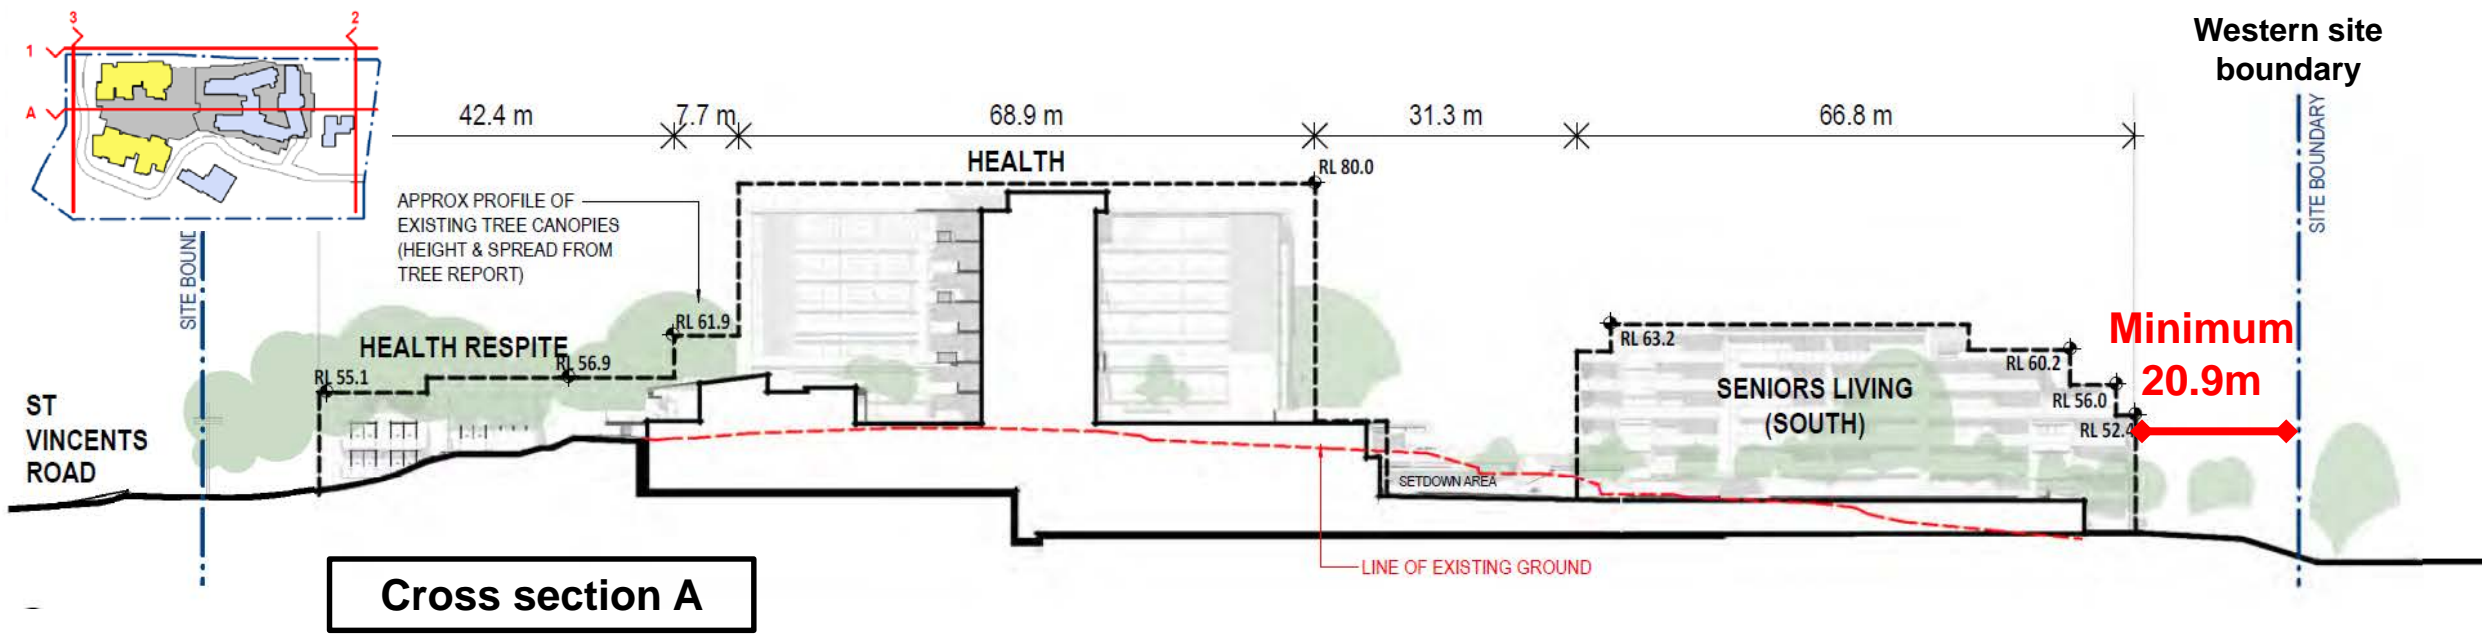 3
2
1
A
Western site
boundary
42.4 m
7.7 m
68.9 m
31.3 m
66.8 m
SITE BOUNDARY
HEALTH
RL 80.0
APPROX PROFILE OF
EXISTING TREE CANOPIES
(HEIGHT & SPREAD FROM
TREE REPORT)
SITE BOUND
RL 61.9
HEALTH RESPITE
RL 56.9
RL 55.1
RL 63.2
RL 60.2
RL 56.0
RL 52.4
Minimum
20.9m
SENIORS LIVING
(SOUTH)
ST
VINCENTS
ROAD
SETDOWN AREA
LINE OF EXISTING GROUND
Cross section A